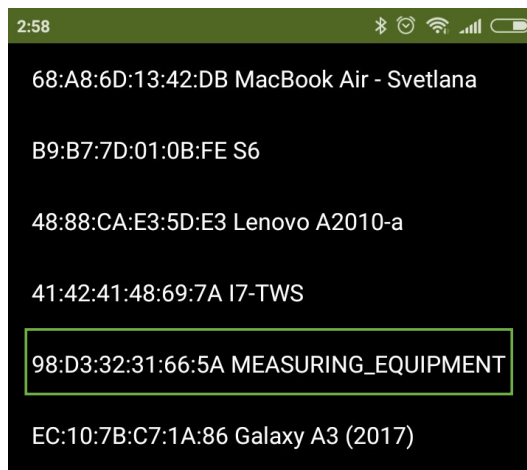 2:58
68:A8:6D:13:42:DB MacBook Air - Svetlana
B9:B7:7D:01:0B:FE S6
48:88:CA:E3:5D:E3 Lenovo A2010-a
41:42:41:48:69:7A I7-TWS
98:D3:32:31:66:5A MEASURING_EQUIPMENT
EC:10:7B:C7:1A:86 Galaxy A3 (2017)